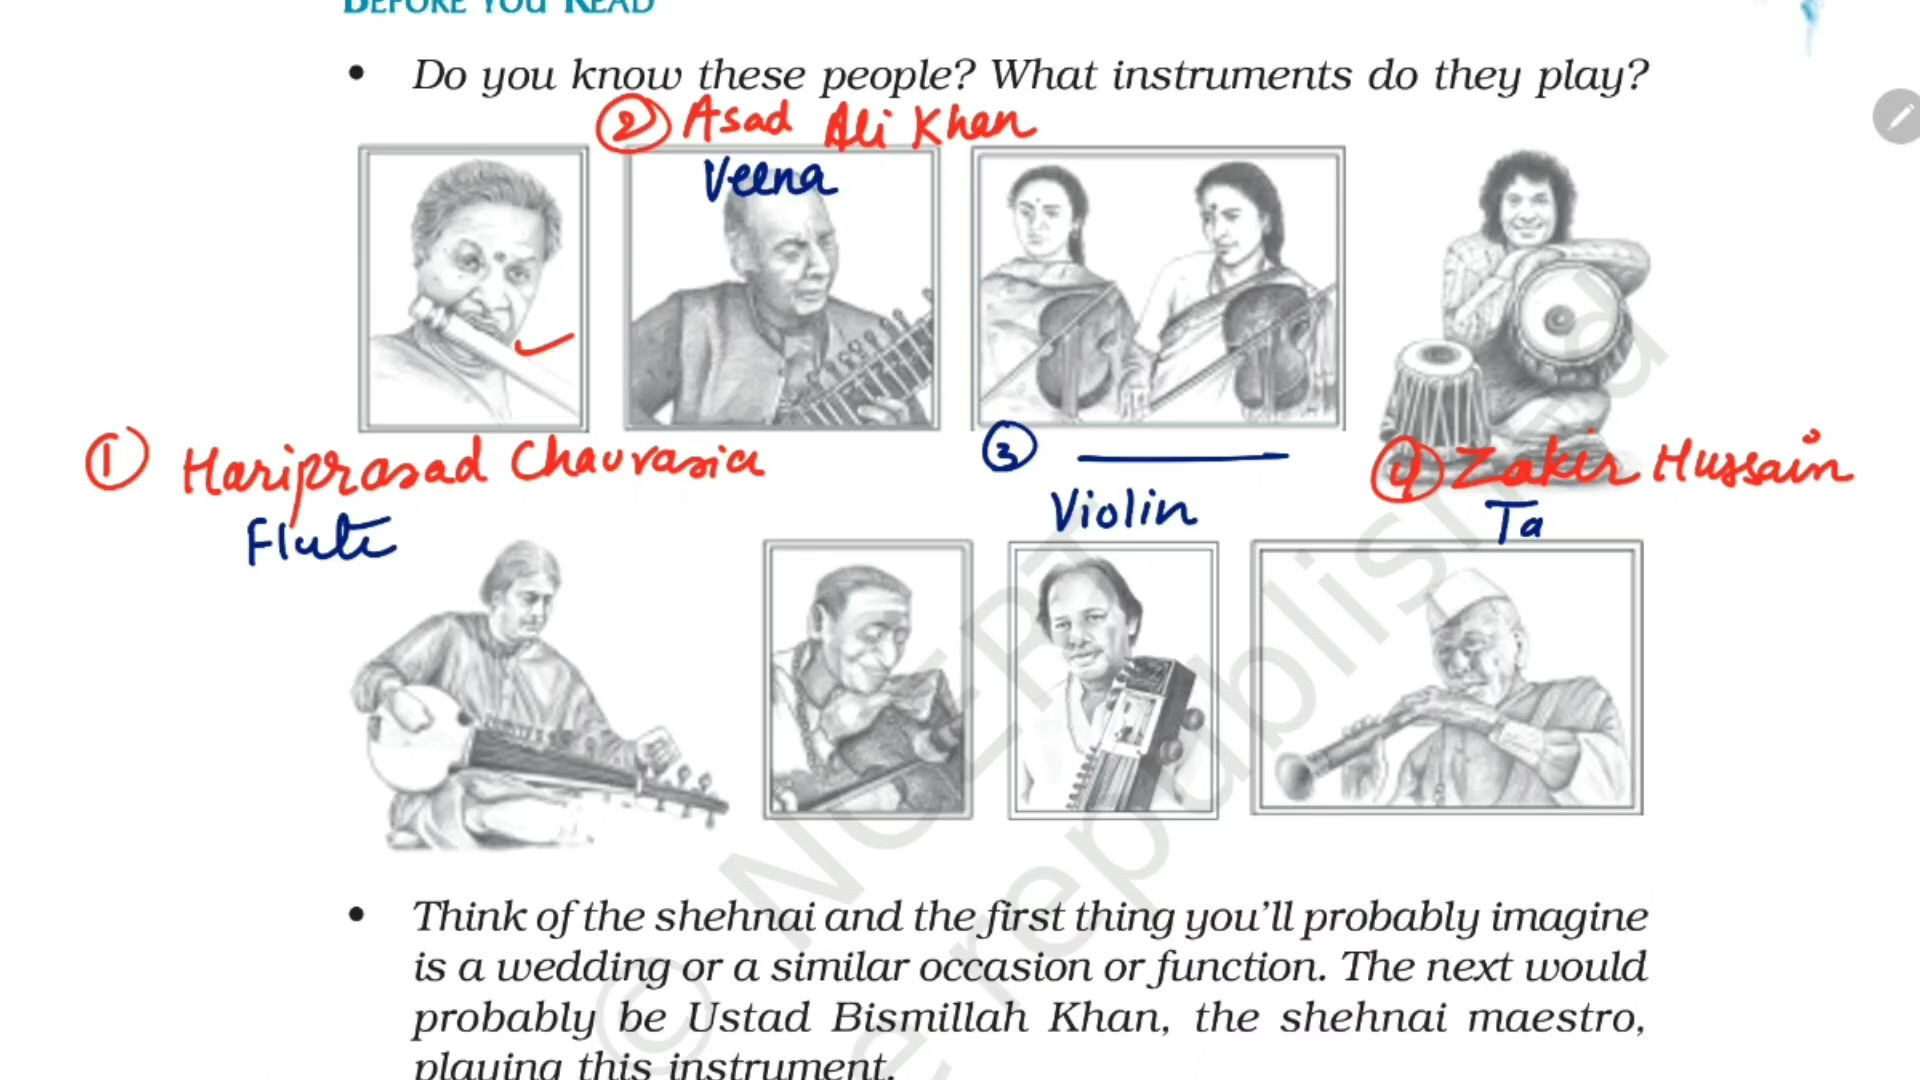 BEFORE YOU READ
• Do you know these people? What instruments do they play?
② Asad Ali Khan
Veena
① Hariprasad Chaurasia
Flute
③
Violin
④ Zakir Hussain
Ta
• Think of the shehnai and the first thing you'll probably imagine
is a wedding or a similar occasion or function. The next would
probably be Ustad Bismillah Khan, the shehnai maestro,
playing this instrument.
© NCERT
e republished